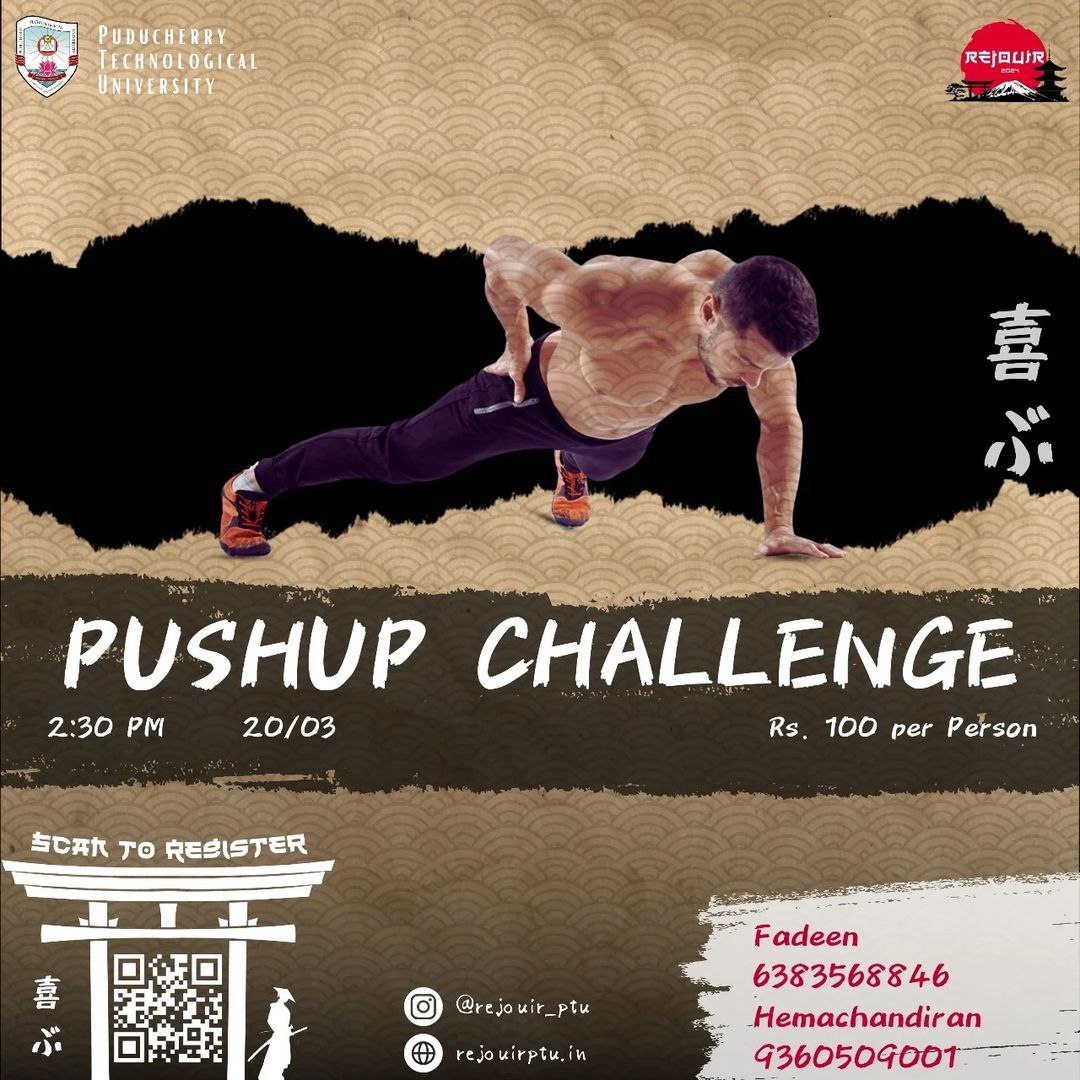 PUDUCHERRY
TECHNOLOGICAL
UNIVERSITY
REJOUIR
2024
喜
ぶ
PUSHUP CHALLENGE
2:30 PM 20/03 Rs. 100 per Person
SCAN TO REGISTER
喜
ぶ
@rejouir_ptu
rejouirptu.in
Fadeen
6383568846
Hemachandiran
9360509001